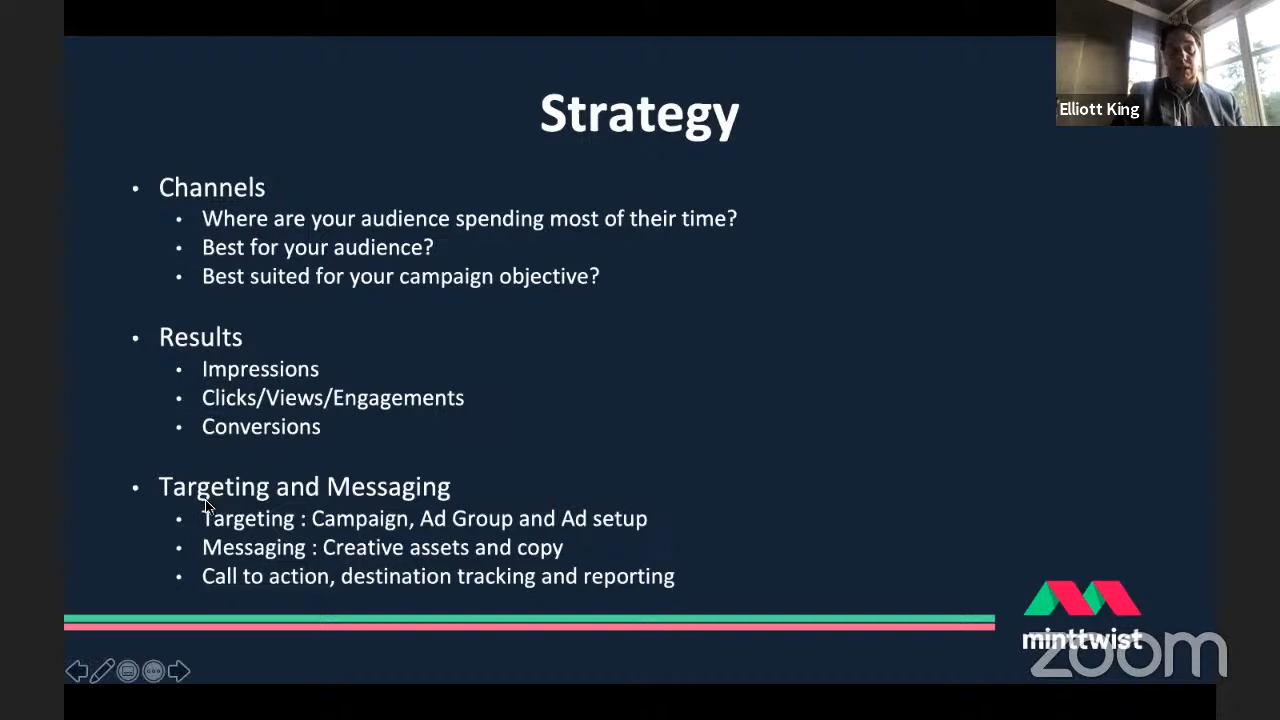 Strategy
Elliott King
Channels
Where are your audience spending most of their time?
Best for your audience?
Best suited for your campaign objective?
Results
Impressions
Clicks/Views/Engagements
Conversions
Targeting and Messaging
Targeting : Campaign, Ad Group and Ad setup
Messaging : Creative assets and copy
Call to action, destination tracking and reporting
minttwist
zoom